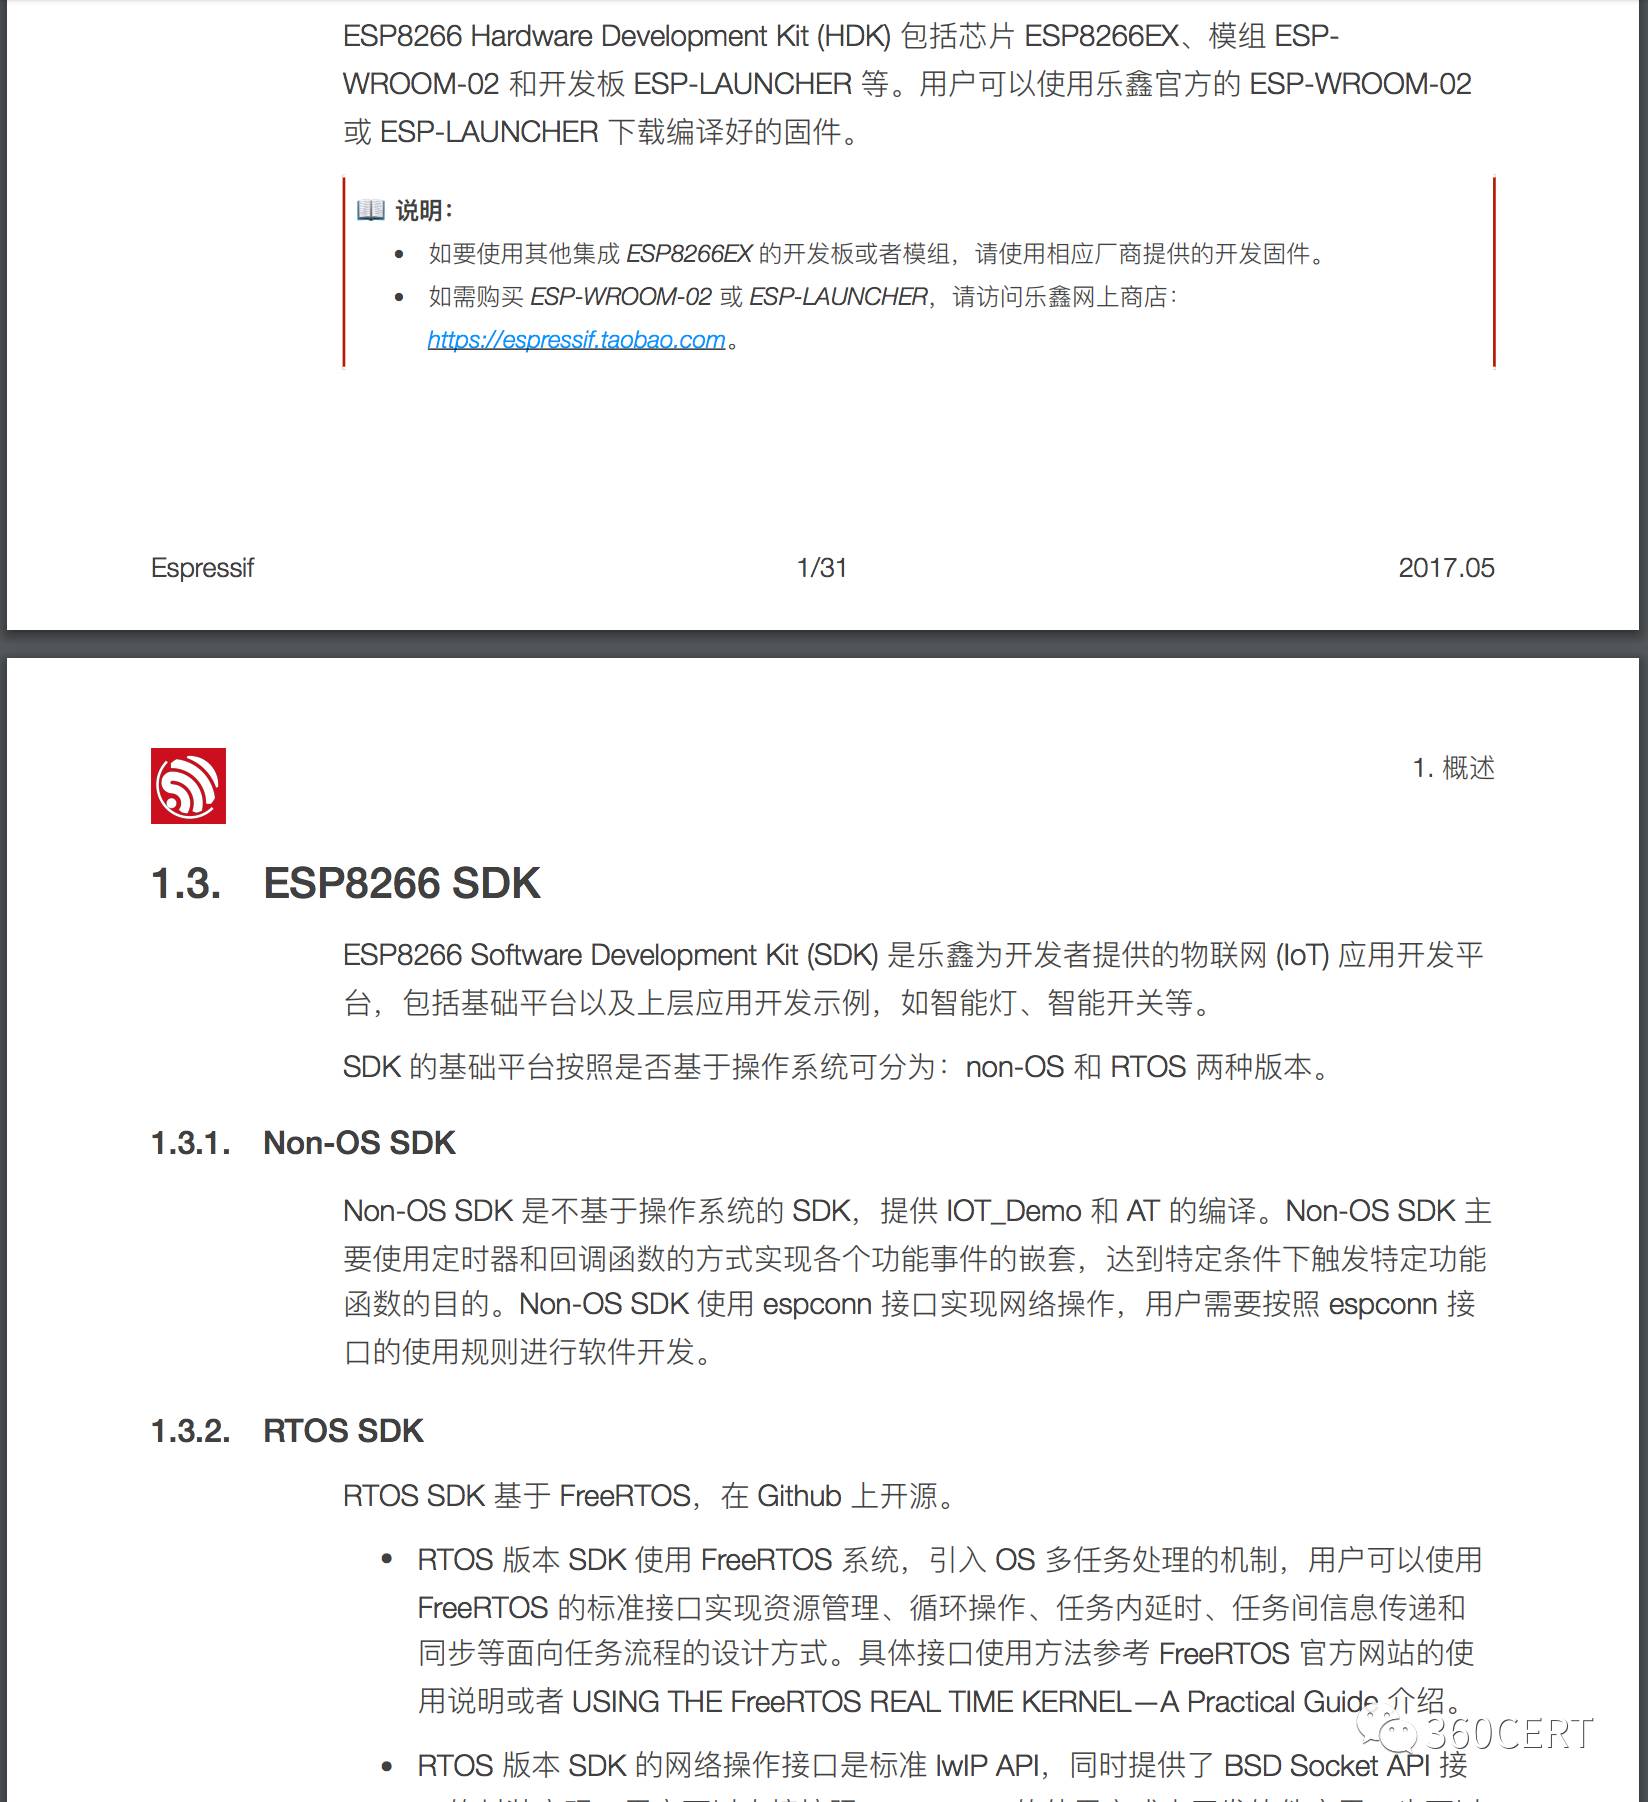 ESP8266 Hardware Development Kit (HDK) 包括芯片 ESP8266EX、模组 ESP-
WROOM-02 和开发板 ESP-LAUNCHER 等。用户可以使用乐鑫官方的 ESP-WROOM-02
或 ESP-LAUNCHER 下载编译好的固件。
说明：
• 如要使用其他集成 ESP8266EX 的开发板或者模组，请使用相应厂商提供的开发固件。
• 如需购买 ESP-WROOM-02 或 ESP-LAUNCHER，请访问乐鑫网上商店：
https://espressif.taobao.com。
Espressif 1/31 2017.05
1. 概述
1.3. ESP8266 SDK
ESP8266 Software Development Kit (SDK) 是乐鑫为开发者提供的物联网 (IoT) 应用开发平
台，包括基础平台以及上层应用开发示例，如智能灯、智能开关等。
SDK 的基础平台按照是否基于操作系统可分为：non-OS 和 RTOS 两种版本。
1.3.1. Non-OS SDK
Non-OS SDK 是不基于操作系统的 SDK，提供 IOT_Demo 和 AT 的编译。Non-OS SDK 主
要使用定时器和回调函数的方式实现各个功能事件的嵌套，达到特定条件下触发特定功能
函数的目的。Non-OS SDK 使用 espconn 接口实现网络操作，用户需要按照 espconn 接
口的使用规则进行软件开发。
1.3.2. RTOS SDK
RTOS SDK 基于 FreeRTOS，在 Github 上开源。
• RTOS 版本 SDK 使用 FreeRTOS 系统，引入 OS 多任务处理的机制，用户可以使用
FreeRTOS 的标准接口实现资源管理、循环操作、任务内延时、任务间信息传递和
同步等面向任务流程的设计方式。具体接口使用方法参考 FreeRTOS 官方网站的使
用说明或者 USING THE FreeRTOS REAL TIME KERNEL—A Practical Guide 介绍。
360CERT
• RTOS 版本 SDK 的网络操作接口是标准 lwIP API，同时提供了 BSD Socket API 接